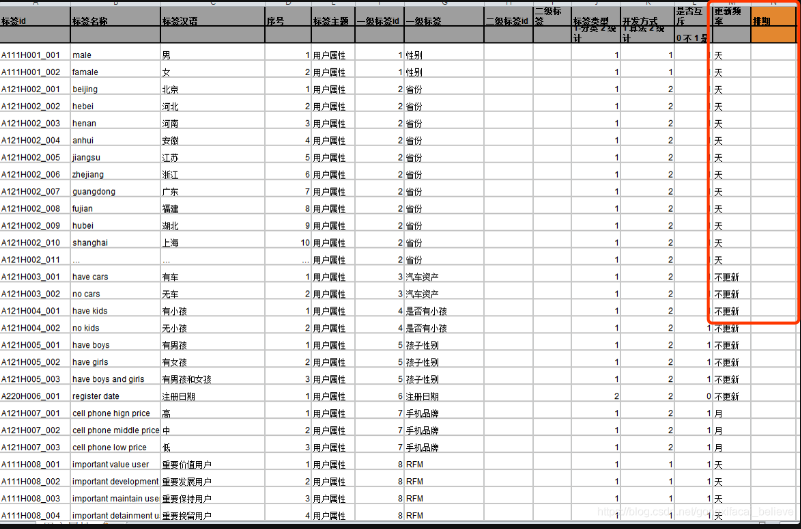 标签id 标签名称 标签汉语 序号 标签主题 一级标签id 一级标签 二级标签id 二级标签 标签类型 1 分类 2 统计 开发方式 1 算法 2 统计 是否互斥 0 不 1 是 更新频率 排期
A111H001_001 male 男 1 用户属性 1 性别 1 1 天
A111H001_002 famale 女 2 用户属性 1 性别 1 1 天
A121H002_001 beijing 北京 1 用户属性 2 省份 1 2 天
A121H002_002 hebei 河北 2 用户属性 2 省份 1 2 天
A121H002_003 henan 河南 3 用户属性 2 省份 1 2 天
A121H002_004 anhui 安徽 4 用户属性 2 省份 1 2 天
A121H002_005 jiangsu 江苏 5 用户属性 2 省份 1 2 天
A121H002_006 zhejiang 浙江 6 用户属性 2 省份 1 2 天
A121H002_007 guangdong 广东 7 用户属性 2 省份 1 2 天
A121H002_008 fujian 福建 8 用户属性 2 省份 1 2 天
A121H002_009 hubei 湖北 9 用户属性 2 省份 1 2 天
A121H002_010 shanghai 上海 10 用户属性 2 省份 1 2 天
A121H002_011 ... ... ... 用户属性 2 省份 1 2 天
A121H003_001 have cars 有车 1 用户属性 3 汽车资产 1 2 不更新
A121H003_002 no cars 无车 2 用户属性 3 汽车资产 1 2 不更新
A121H004_001 have kids 有小孩 1 用户属性 4 是否有小孩 1 2 不更新
A121H004_002 no kids 无小孩 2 用户属性 4 是否有小孩 1 2 1 不更新
A121H005_001 have boys 有男孩 1 用户属性 5 孩子性别 1 2 1 不更新
A121H005_002 have girls 有女孩 2 用户属性 5 孩子性别 1 2 1 不更新
A121H005_003 have boys and girls 有男孩和女孩 3 用户属性 5 孩子性别 1 2 1 不更新
A220H006_001 register date 注册日期 1 用户属性 6 注册日期 2 2 0 不更新
A121H007_001 cell phone hign price 高 1 用户属性 7 手机品牌 1 2 1 月
A121H007_002 cell phone middle price 中 2 用户属性 7 手机品牌 1 2 1 月
A121H007_003 cell phone low price 低 3 用户属性 7 手机品牌 1 2 1 月
A111H008_001 important value user 重要价值用户 1 用户属性 8 RFM 1 1 1 天
A111H008_002 important development 重要发展用户 2 用户属性 8 RFM 1 1 1 天
A111H008_003 important maintain use 重要保持用户 3 用户属性 8 RFM 1 1 1 天
A111H008_004 important detainment u 重要挽留用户 4 用户属性 8 RFM 1 1 1 天